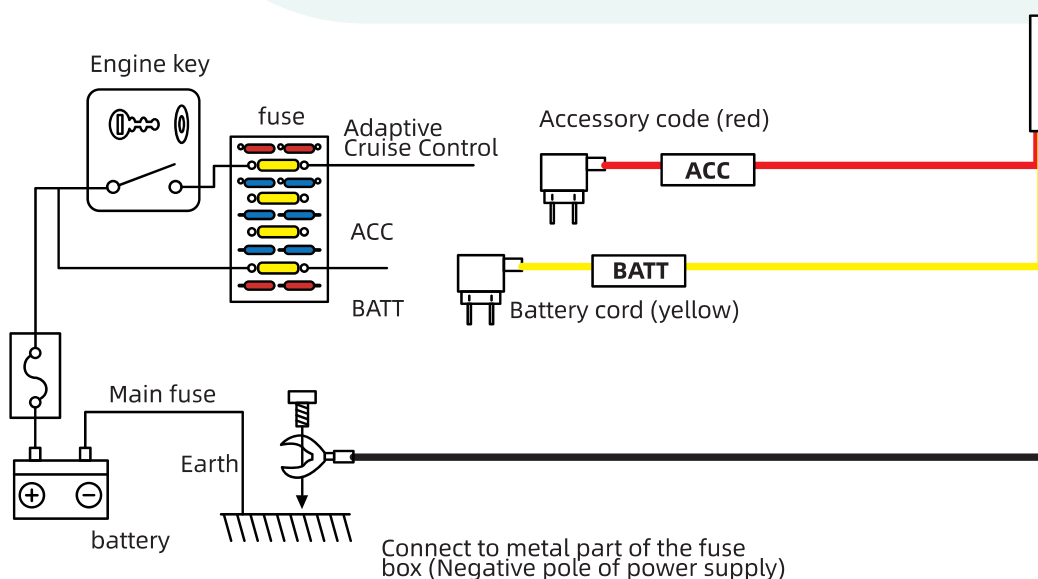 Engine key
fuse
Adaptive
Cruise Control
Accessory code (red)
ACC
ACC
BATT
BATT
Battery cord (yellow)
Main fuse
Earth
+
−
battery
Connect to metal part of the fuse
box (Negative pole of power supply)